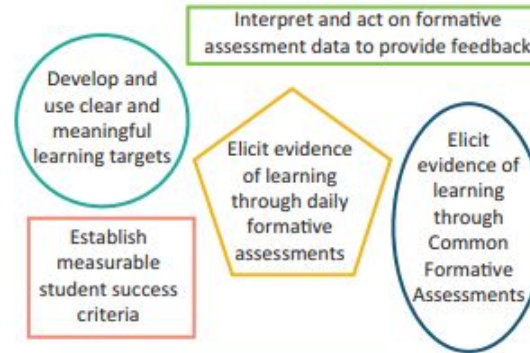 Interpret and act on formative
assessment data to provide feedback
Develop and
use clear and
meaningful
learning targets
Elicit evidence
of learning
through daily
formative
assessments
Elicit
evidence of
learning
through
Common
Formative
Assessments
Establish
measurable
student success
criteria